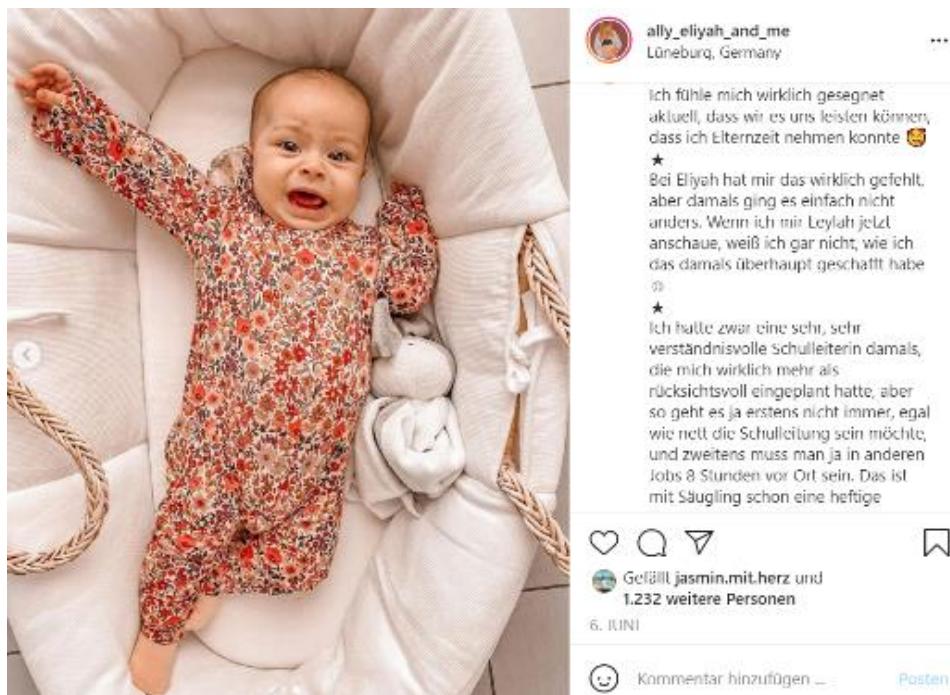 ally_eliyah_and_me
Lüneburg, Germany
Ich fühle mich wirklich gesegnet
aktuell, dass wir es uns leisten können,
dass ich Elternzeit nehmen konnte 🥰
★
Bei Eliyah hat mir das wirklich gefehlt,
aber damals ging es einfach nicht
anders. Wenn ich mir Leylah jetzt
anschaue, weiß ich gar nicht, wie ich
das damals überhaupt geschafft habe
☺
★
Ich hatte zwar eine sehr, sehr
verständnisvolle Schulleiterin damals,
die mich wirklich mehr als
rücksichtsvoll eingeplant hatte, aber
so geht es ja erstens nicht immer, egal
wie nett die Schulleitung sein möchte,
und zweitens muss man ja in anderen
Jobs 8 Stunden vor Ort sein. Das ist
mit Säugling schon eine heftige
Gefällt jasmin.mit.herz und
1.232 weitere Personen
6. JUNI
Kommentar hinzufügen ...
Posten